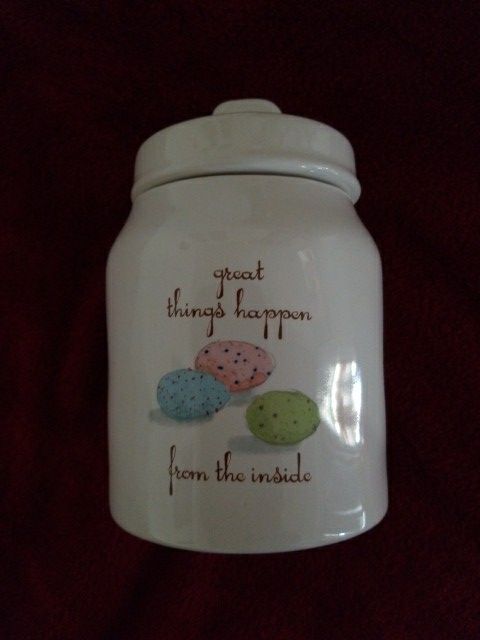 great
things happen
from the inside